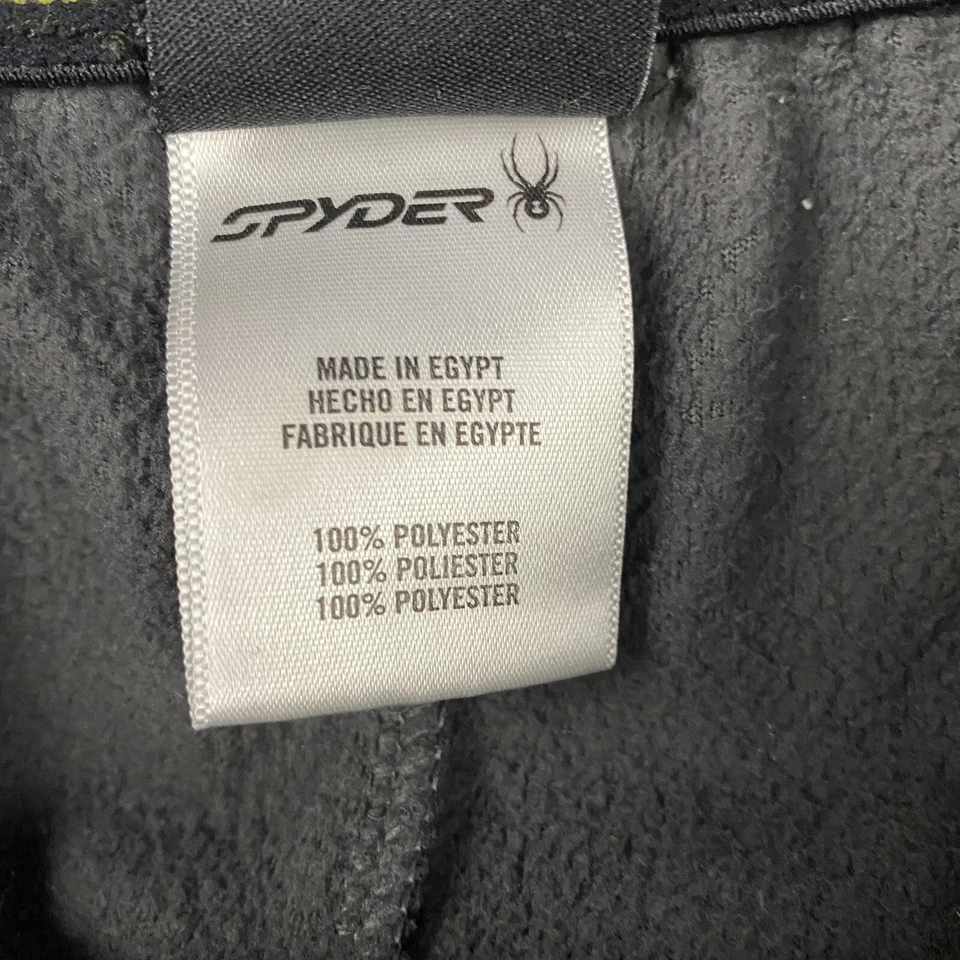 SPYDER
MADE IN EGYPT
HECHO EN EGYPT
FABRIQUE EN EGYPTE
100% POLYESTER
100% POLIESTER
100% POLYESTER